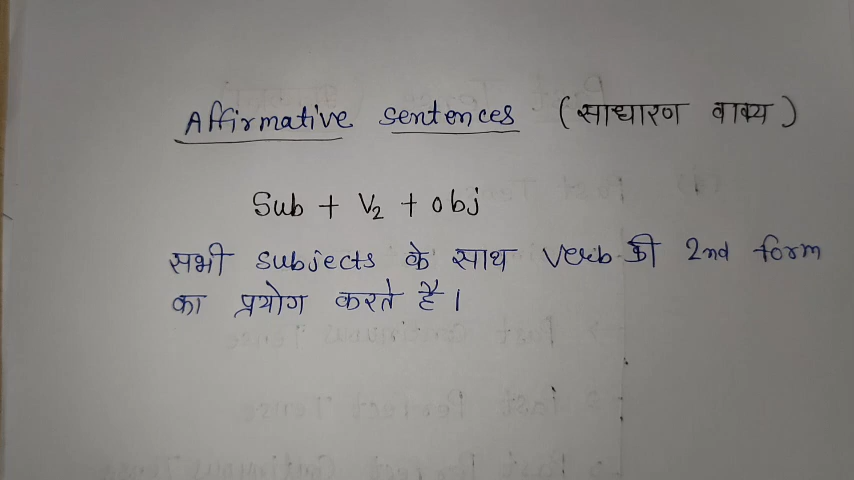 Affirmative Sentences (साधारण वाक्य)
Sub + V₂ + obj
सभी subjects के साथ verb की 2nd form
का प्रयोग करते है।